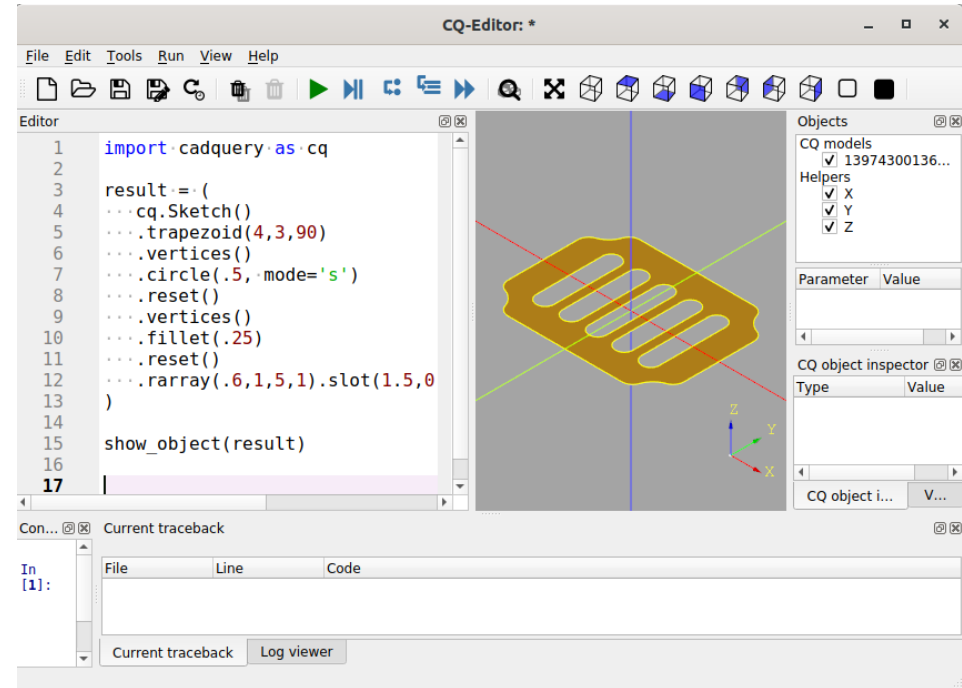 CQ-Editor: *
File Edit Tools Run View Help
Editor
1 import cadquery as cq
2
3 result = (
4 ···cq.Sketch()
5 ···.trapezoid(4,3,90)
6 ···.vertices()
7 ···.circle(.5,·mode='s')
8 ···.reset()
9 ···.vertices()
10 ···.fillet(.25)
11 ···.reset()
12 ···.rarray(.6,1,5,1).slot(1.5,0
13 )
14
15 show_object(result)
16
17
Z
Y
X
Objects
CQ models
13974300136...
Helpers
X
Y
Z
Parameter Value
CQ object inspector
Type Value
CQ object i... V...
Con... Current traceback
In
[1]:
File Line Code
Current traceback Log viewer